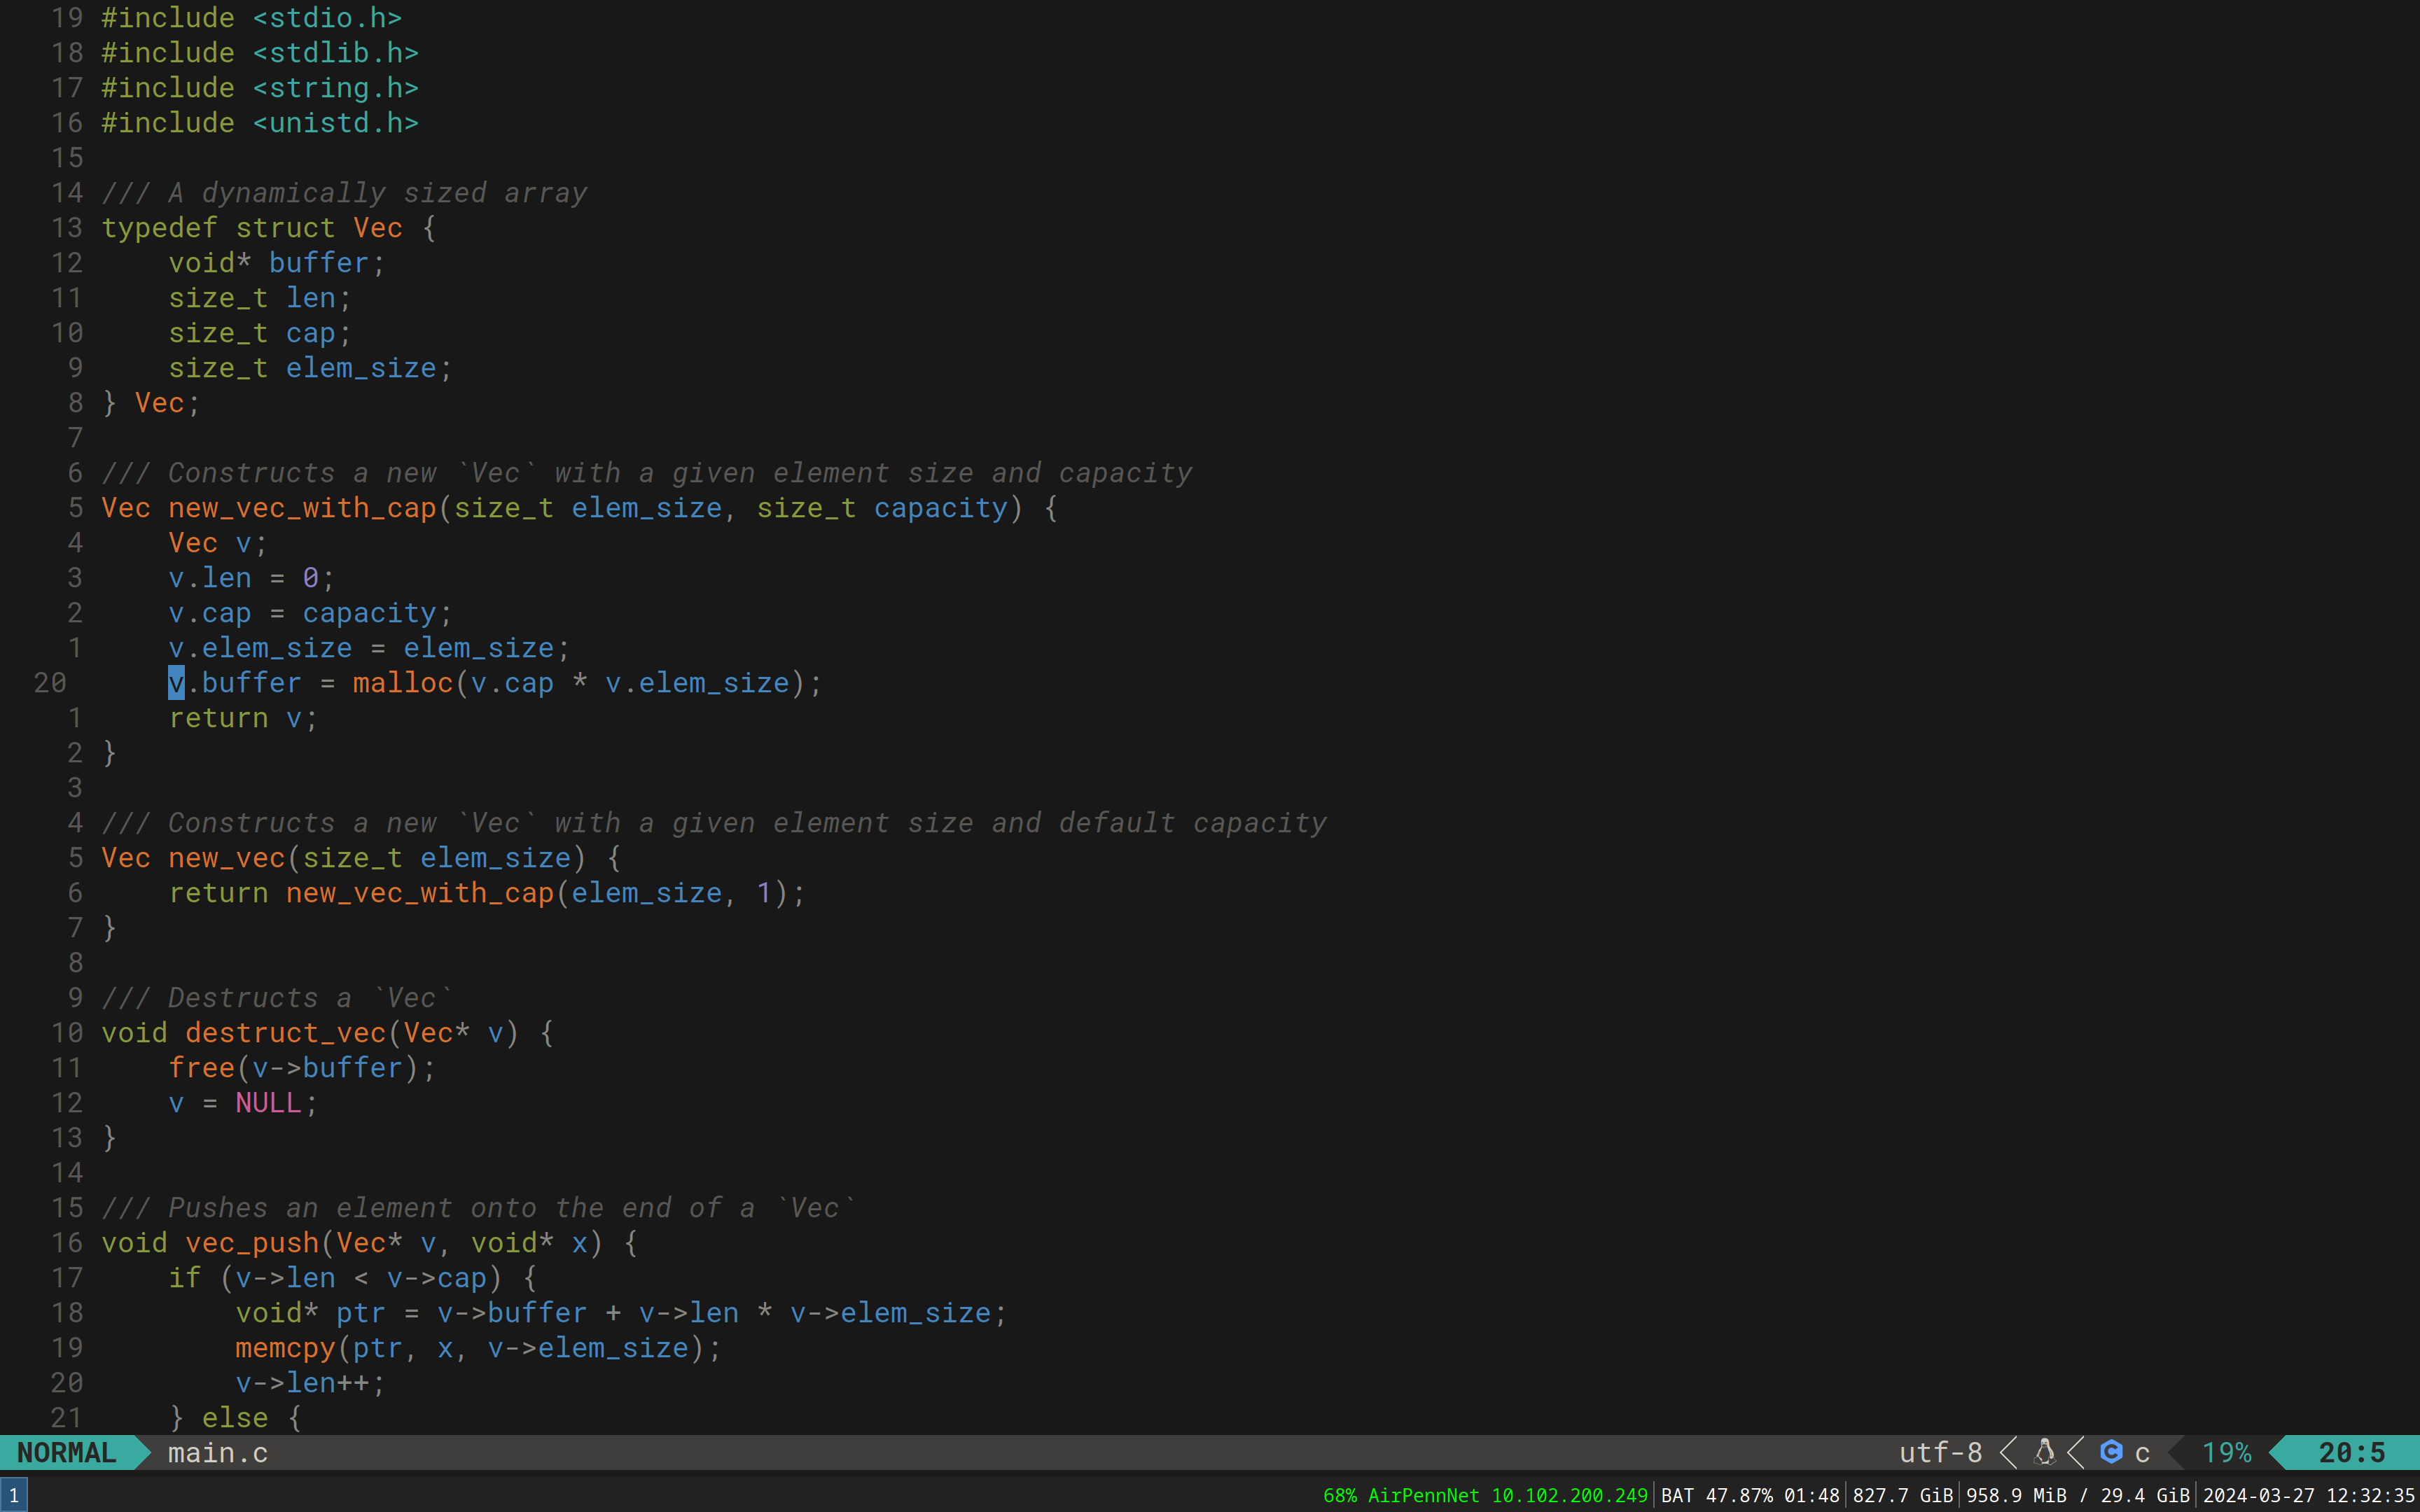 19 #include <stdio.h>
18 #include <stdlib.h>
17 #include <string.h>
16 #include <unistd.h>
15
14 /// A dynamically sized array
13 typedef struct Vec {
12     void* buffer;
11     size_t len;
10     size_t cap;
9     size_t elem_size;
8 } Vec;
7
6 /// Constructs a new `Vec` with a given element size and capacity
5 Vec new_vec_with_cap(size_t elem_size, size_t capacity) {
4     Vec v;
3     v.len = 0;
2     v.cap = capacity;
1     v.elem_size = elem_size;
20     v.buffer = malloc(v.cap * v.elem_size);
1     return v;
2 }
3
4 /// Constructs a new `Vec` with a given element size and default capacity
5 Vec new_vec(size_t elem_size) {
6     return new_vec_with_cap(elem_size, 1);
7 }
8
9 /// Destructs a `Vec`
10 void destruct_vec(Vec* v) {
11     free(v->buffer);
12     v = NULL;
13 }
14
15 /// Pushes an element onto the end of a `Vec`
16 void vec_push(Vec* v, void* x) {
17     if (v->len < v->cap) {
18         void* ptr = v->buffer + v->len * v->elem_size;
19         memcpy(ptr, x, v->elem_size);
20         v->len++;
21     } else {
NORMAL main.c utf-8 c 19% 20:5
1 68% AirPennNet 10.102.200.249 BAT 47.87% 01:48 827.7 GiB 958.9 MiB / 29.4 GiB 2024-03-27 12:32:35